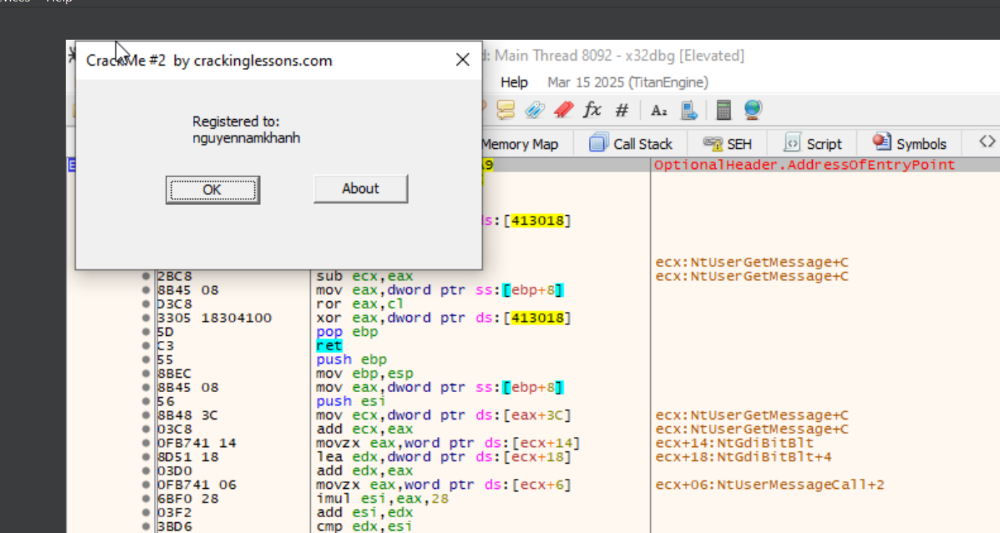 Help
CrackMe #2 by crackinglessons.com
d: Main Thread 8092 - x32dbg [Elevated]
Help Mar 15 2025 (TitanEngine)
Registered to:
nguyennamkhanh
OK
About
fx # A₂
Memory Map Call Stack SEH Script Symbols <>
A9 OptionalHeader.AddressOfEntryPoint
ds:[413018]
ecx:NtUserGetMessage+C
2BC8 sub ecx,eax ecx:NtUserGetMessage+C
8B45 08 mov eax,dword ptr ss:[ebp+8]
D3C8 ror eax,cl
3305 18304100 xor eax,dword ptr ds:[413018]
5D pop ebp
C3 ret
55 push ebp
8BEC mov ebp,esp
8B45 08 mov eax,dword ptr ss:[ebp+8]
56 push esi
8B48 3C mov ecx,dword ptr ds:[eax+3C] ecx:NtUserGetMessage+C
03C8 add ecx,eax ecx:NtUserGetMessage+C
0FB741 14 movzx eax,word ptr ds:[ecx+14] ecx+14:NtGdiBitBlt
8D51 18 lea edx,dword ptr ds:[ecx+18] ecx+18:NtGdiBitBlt+4
03D0 add edx,eax
0FB741 06 movzx eax,word ptr ds:[ecx+6] ecx+06:NtUserMessageCall+2
6BF0 28 imul esi,eax,28
03F2 add esi,edx
3BD6 cmp edx,esi